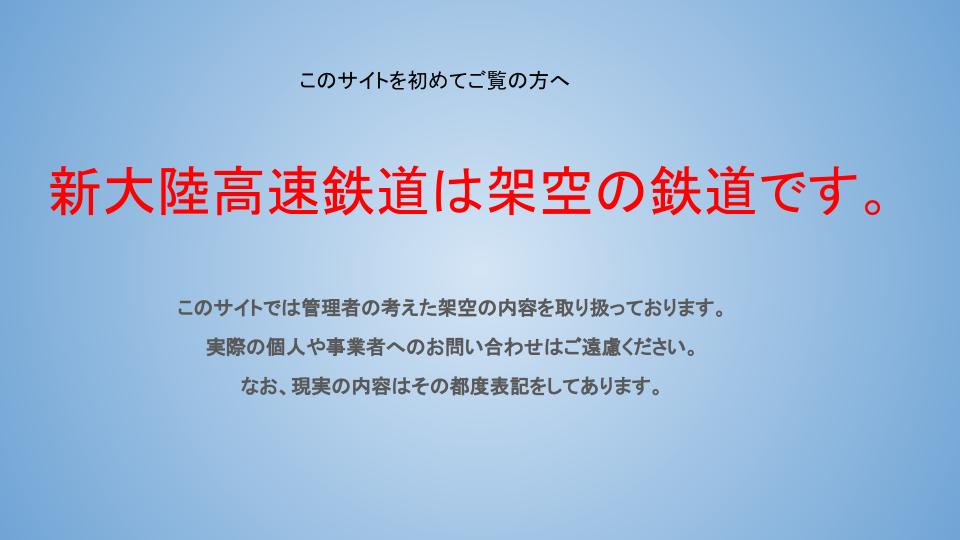 このサイトを初めてご覧の方へ
新大陸高速鉄道は架空の鉄道です。
このサイトでは管理者の考えた架空の内容を取り扱っております。
実際の個人や事業者へのお問い合わせはご遠慮ください。
なお、現実の内容はその都度表記をしてあります。